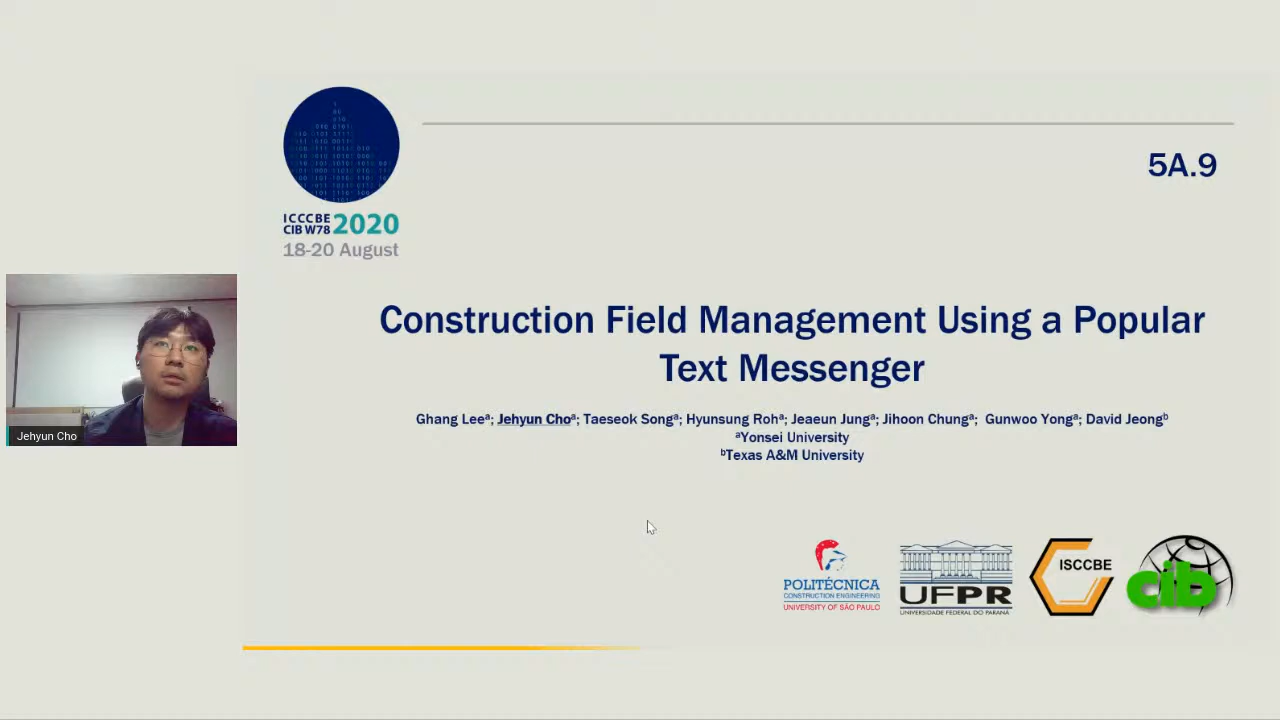 5A.9
ICCCBE
CIB W78 2020
18-20 August
Construction Field Management Using a Popular
Text Messenger
Ghang Leeᵃ; Jehyun Choᵃ; Taeseok Songᵃ; Hyunsung Rohᵃ; Jeaeun Jungᵃ; Jihoon Chungᵃ; Gunwoo Yongᵃ; David Jeongᵇ
ᵃYonsei University
ᵇTexas A&M University
Jehyun Cho
POLITÉCNICA
CONSTRUCTION ENGINEERING
UNIVERSITY OF SÃO PAULO
UFPR
UNIVERSIDADE FEDERAL DO PARANÁ
ISCCBE
cib